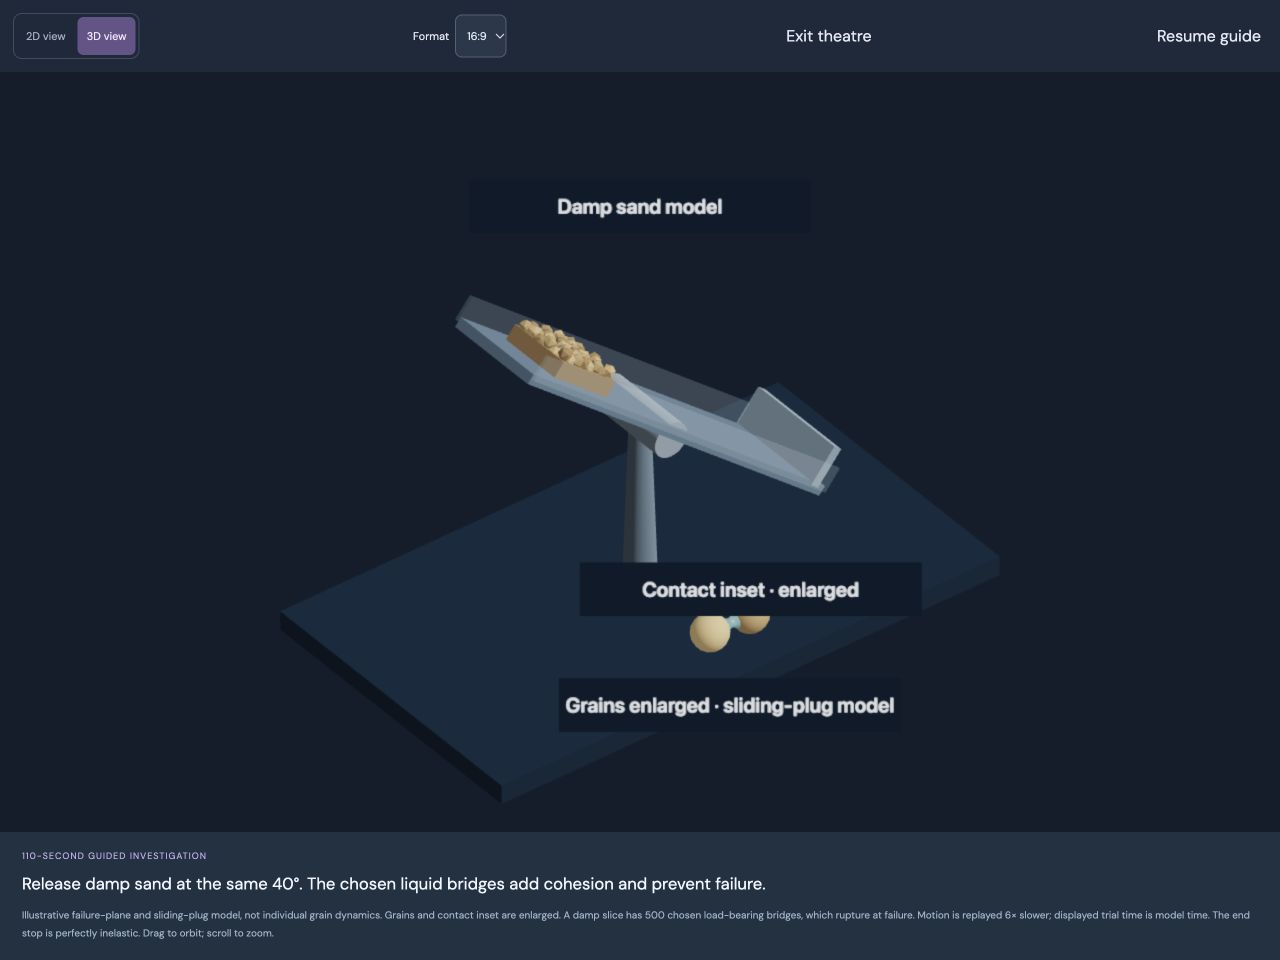 2D view
3D view
Format
16:9
Exit theatre
Resume guide
Damp sand model
Contact inset · enlarged
Grains enlarged · sliding-plug model
110-SECOND GUIDED INVESTIGATION
Release damp sand at the same 40°. The chosen liquid bridges add cohesion and prevent failure.
Illustrative failure-plane and sliding-plug model, not individual grain dynamics. Grains and contact inset are enlarged. A damp slice has 500 chosen load-bearing bridges, which rupture at failure. Motion is replayed 6× slower; displayed trial time is model time. The end
stop is perfectly inelastic. Drag to orbit; scroll to zoom.